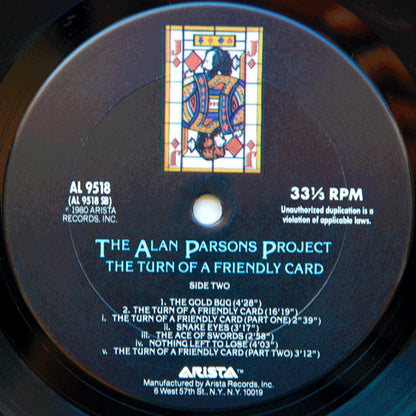 J
J
AL 9518
(AL 9518 SB)
℗ 1980 ARISTA
RECORDS, INC.
33⅓ RPM
Unauthorized duplication is a
violation of applicable laws.
THE ALAN PARSONS PROJECT
THE TURN OF A FRIENDLY CARD
SIDE TWO
1. THE GOLD BUG (4'28")
2. THE TURN OF A FRIENDLY CARD (16'19")
i. THE TURN OF A FRIENDLY CARD (PART ONE) 2'39")
ii. SNAKE EYES (3'17")
iii. THE ACE OF SWORDS (2'58")
iv. NOTHING LEFT TO LOSE (4'03")
v. THE TURN OF A FRIENDLY CARD (PART TWO) 3'12")
ARISTA™
Manufactured by Arista Records, Inc.
6 West 57th St., N.Y., N.Y. 10019